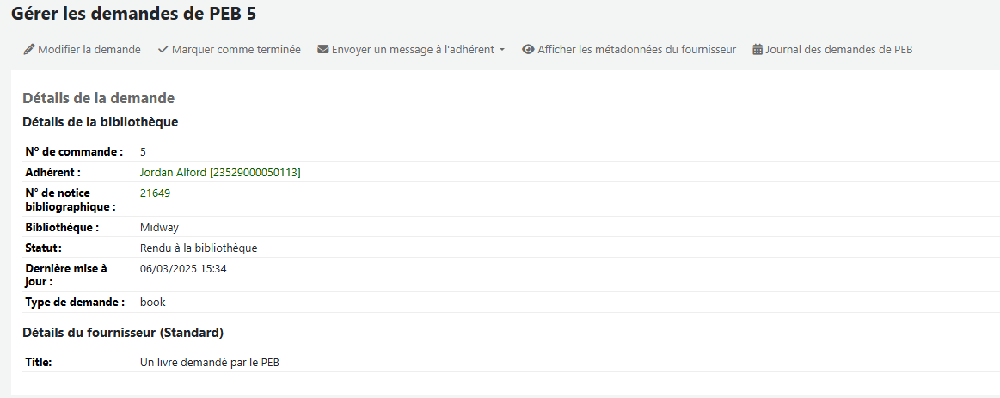 Gérer les demandes de PEB 5
Modifier la demande Marquer comme terminée Envoyer un message à l'adhérent Afficher les métadonnées du fournisseur Journal des demandes de PEB
Détails de la demande
Détails de la bibliothèque
Nº de commande : 5
Adhérent : Jordan Alford [23529000050113]
N° de notice
bibliographique : 21649
Bibliothèque : Midway
Statut: Rendu à la bibliothèque
Dernière mise à
jour : 06/03/2025 15:34
Type de demande : book
Détails du fournisseur (Standard)
Title: Un livre demandé par le PEB